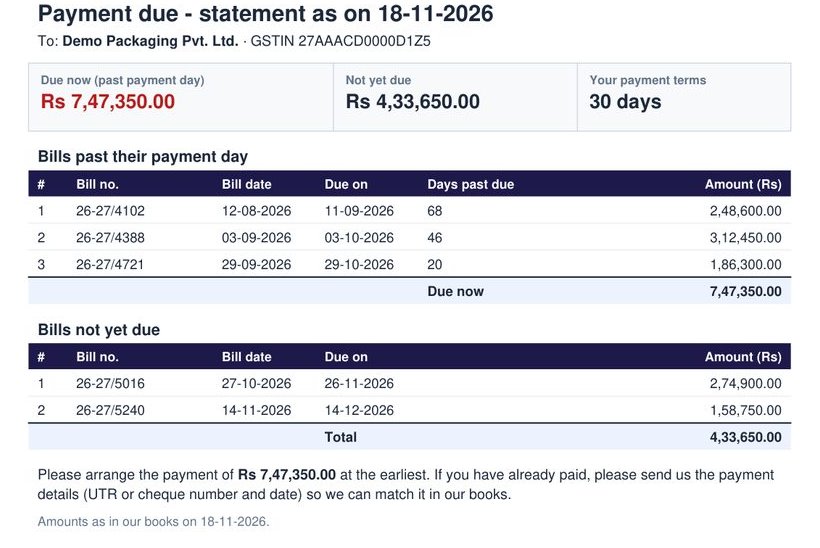 Payment due - statement as on 18-11-2026
To: Demo Packaging Pvt. Ltd. · GSTIN 27AAACD0000D1Z5
Due now (past payment day) Not yet due Your payment terms
Rs 7,47,350.00 Rs 4,33,650.00 30 days
Bills past their payment day
# Bill no. Bill date Due on Days past due Amount (Rs)
1 26-27/4102 12-08-2026 11-09-2026 68 2,48,600.00
2 26-27/4388 03-09-2026 03-10-2026 46 3,12,450.00
3 26-27/4721 29-09-2026 29-10-2026 20 1,86,300.00
Due now 7,47,350.00
Bills not yet due
# Bill no. Bill date Due on Amount (Rs)
1 26-27/5016 27-10-2026 26-11-2026 2,74,900.00
2 26-27/5240 14-11-2026 14-12-2026 1,58,750.00
Total 4,33,650.00
Please arrange the payment of Rs 7,47,350.00 at the earliest. If you have already paid, please send us the payment
details (UTR or cheque number and date) so we can match it in our books.
Amounts as in our books on 18-11-2026.